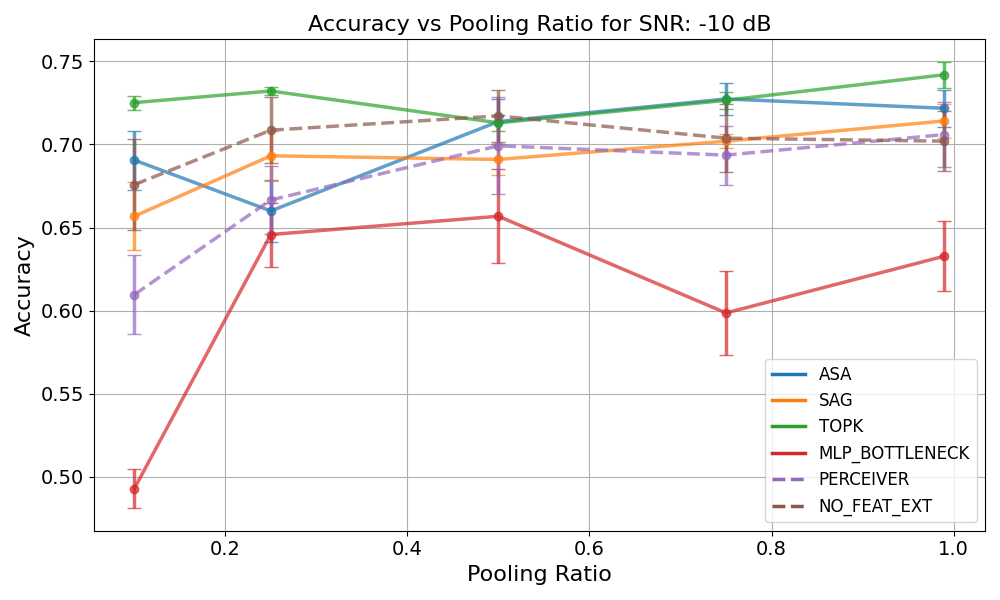 Accuracy vs Pooling Ratio for SNR: -10 dB
0.75
0.70
0.65
0.60
0.55
0.50
Accuracy
0.2
0.4
0.6
0.8
1.0
Pooling Ratio
ASA
SAG
TOPK
MLP_BOTTLENECK
PERCEIVER
NO_FEAT_EXT